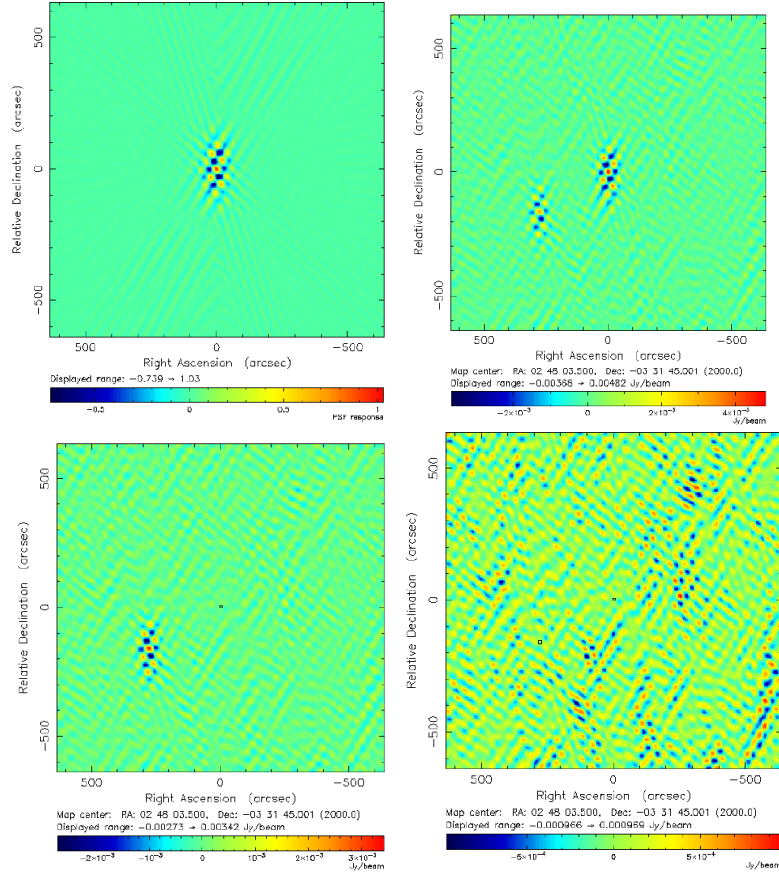 500
0
-500
Relative Declination (arcsec)
500
0
-500
Right Ascension (arcsec)
Displayed range: -0.739 → 1.03
-0.5
0
0.5
1
PSF response
500
0
-500
Relative Declination (arcsec)
500
0
-500
Right Ascension (arcsec)
Map center: RA: 02 48 03.500, Dec: -03 31 45.001 (2000.0)
Displayed range: -0.00368 → 0.00482 Jy/beam
-2×10⁻³
0
2×10⁻³
4×10⁻³
Jy/beam
500
0
-500
Relative Declination (arcsec)
500
0
-500
Right Ascension (arcsec)
Map center: RA: 02 48 03.500, Dec: -03 31 45.001 (2000.0)
Displayed range: -0.00273 → 0.00342 Jy/beam
-2×10⁻³
-10⁻³
0
10⁻³
2×10⁻³
3×10⁻³
Jy/beam
500
0
-500
Relative Declination (arcsec)
500
0
-500
Right Ascension (arcsec)
Map center: RA: 02 48 03.500, Dec: -03 31 45.001 (2000.0)
Displayed range: -0.000966 → 0.000969 Jy/beam
-5×10⁻⁴
0
5×10⁻⁴
Jy/beam